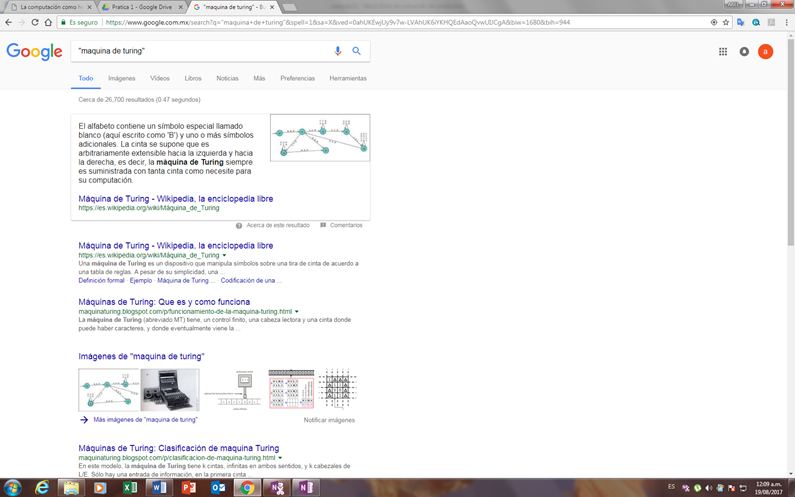 La computación como h
Pratica 1 - Google Drive
"maquina de turing" - Bu
Es seguro
https://www.google.com.mx/search?q="maquina+de+turing"&spell=1&sa=X&ved=0ahUKEwjUy9v7w-LVAhUK6iYKHQEdAaoQvwUIJCgA&biw=1680&bih=944
Google
"maquina de turing"
a
Todo
Imágenes
Vídeos
Libros
Noticias
Más
Preferencias
Herramientas
Cerca de 26,700 resultados (0.47 segundos)
El alfabeto contiene un símbolo especial llamado
blanco (aquí escrito como 'B') y uno o más símbolos
adicionales. La cinta se supone que es
arbitrariamente extensible hacia la izquierda y hacia
la derecha, es decir, la máquina de Turing siempre
es suministrada con tanta cinta como necesite para
su computación.
Máquina de Turing - Wikipedia, la enciclopedia libre
https://es.wikipedia.org/wiki/Máquina_de_Turing
Acerca de este resultado
Comentarios
Máquina de Turing - Wikipedia, la enciclopedia libre
https://es.wikipedia.org/wiki/Máquina_de_Turing
Una máquina de Turing es un dispositivo que manipula símbolos sobre una tira de cinta de acuerdo a
una tabla de reglas. A pesar de su simplicidad, una ...
Definición formal · Ejemplo · Máquina de Turing ... · Codificación de una ...
Máquinas de Turing: Que es y como funciona
maquinaturing.blogspot.com/p/funcionamiento-de-la-maquina-turing.html
La máquina de Turing (abreviado MT) tiene, un control finito, una cabeza lectora y una cinta donde
puede haber caracteres, y donde eventualmente viene la ...
Imágenes de "maquina de turing"
Más imágenes de "maquina de turing"
Notificar imágenes
Máquinas de Turing: Clasificación de maquina Turing
maquinaturing.blogspot.com/p/clasificacion-de-maquina-turing.html
En este modelo, la máquina de Turing tiene k cintas, infinitas en ambos sentidos, y k cabezales de
L/E. Sólo hay una entrada de información, en la primera cinta ...
ES
12:09 a.m.
19/08/2017